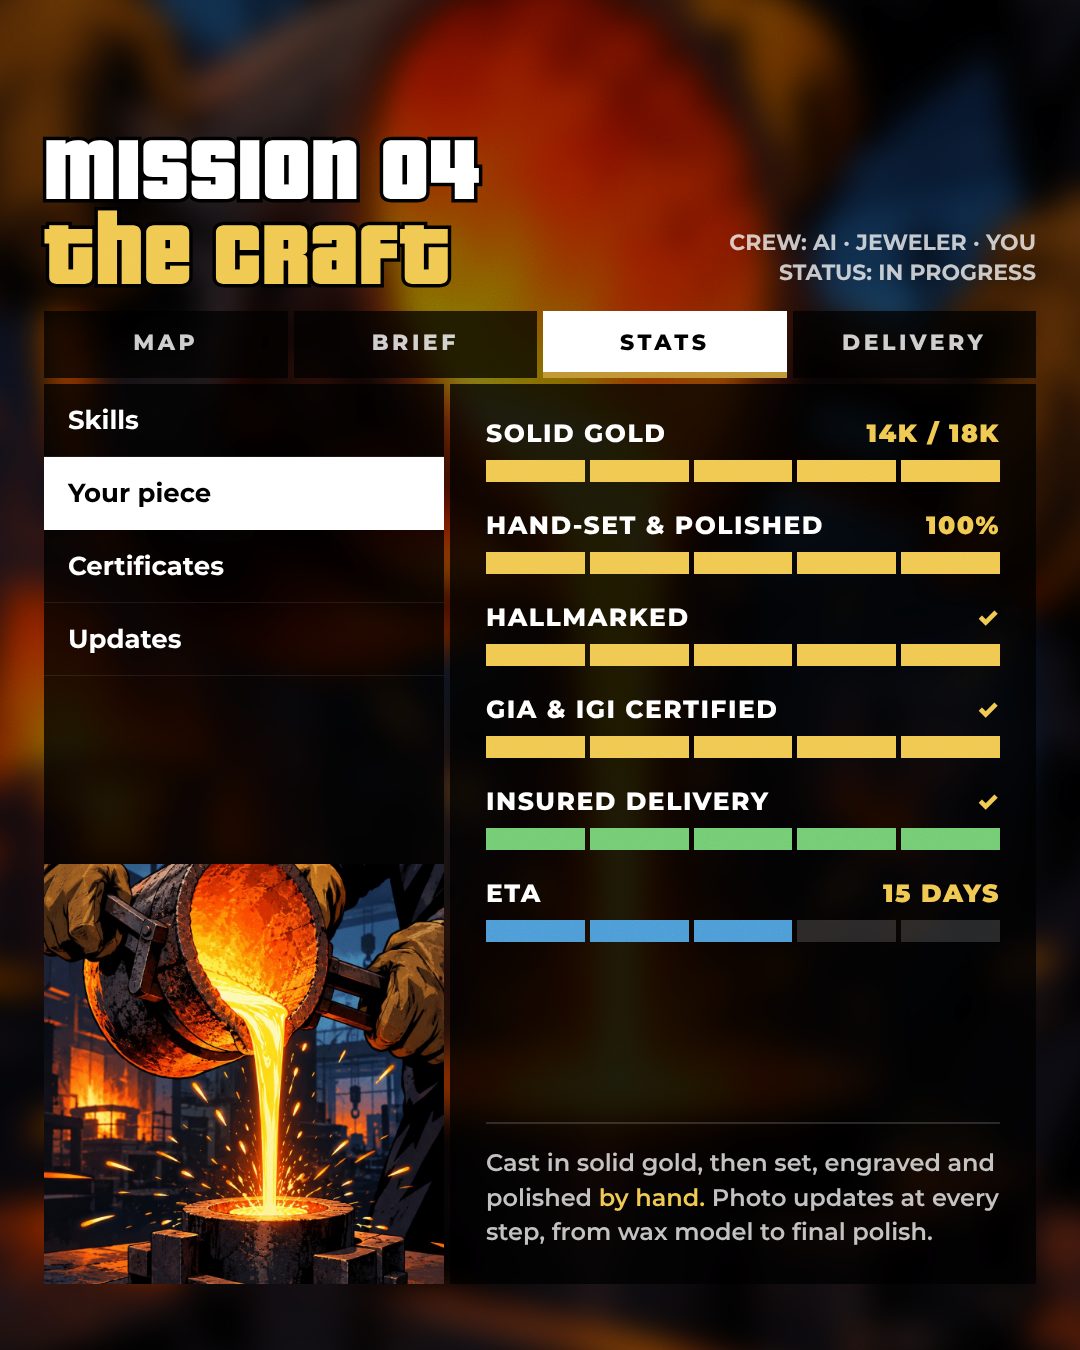 mission 04
the craft
CREW: AI · JEWELER · YOU
STATUS: IN PROGRESS
MAP
BRIEF
STATS
DELIVERY
Skills
Your piece
Certificates
Updates
SOLID GOLD 14K / 18K
HAND-SET & POLISHED 100%
HALLMARKED ✓
GIA & IGI CERTIFIED ✓
INSURED DELIVERY ✓
ETA 15 DAYS
Cast in solid gold, then set, engraved and
polished by hand. Photo updates at every
step, from wax model to final polish.